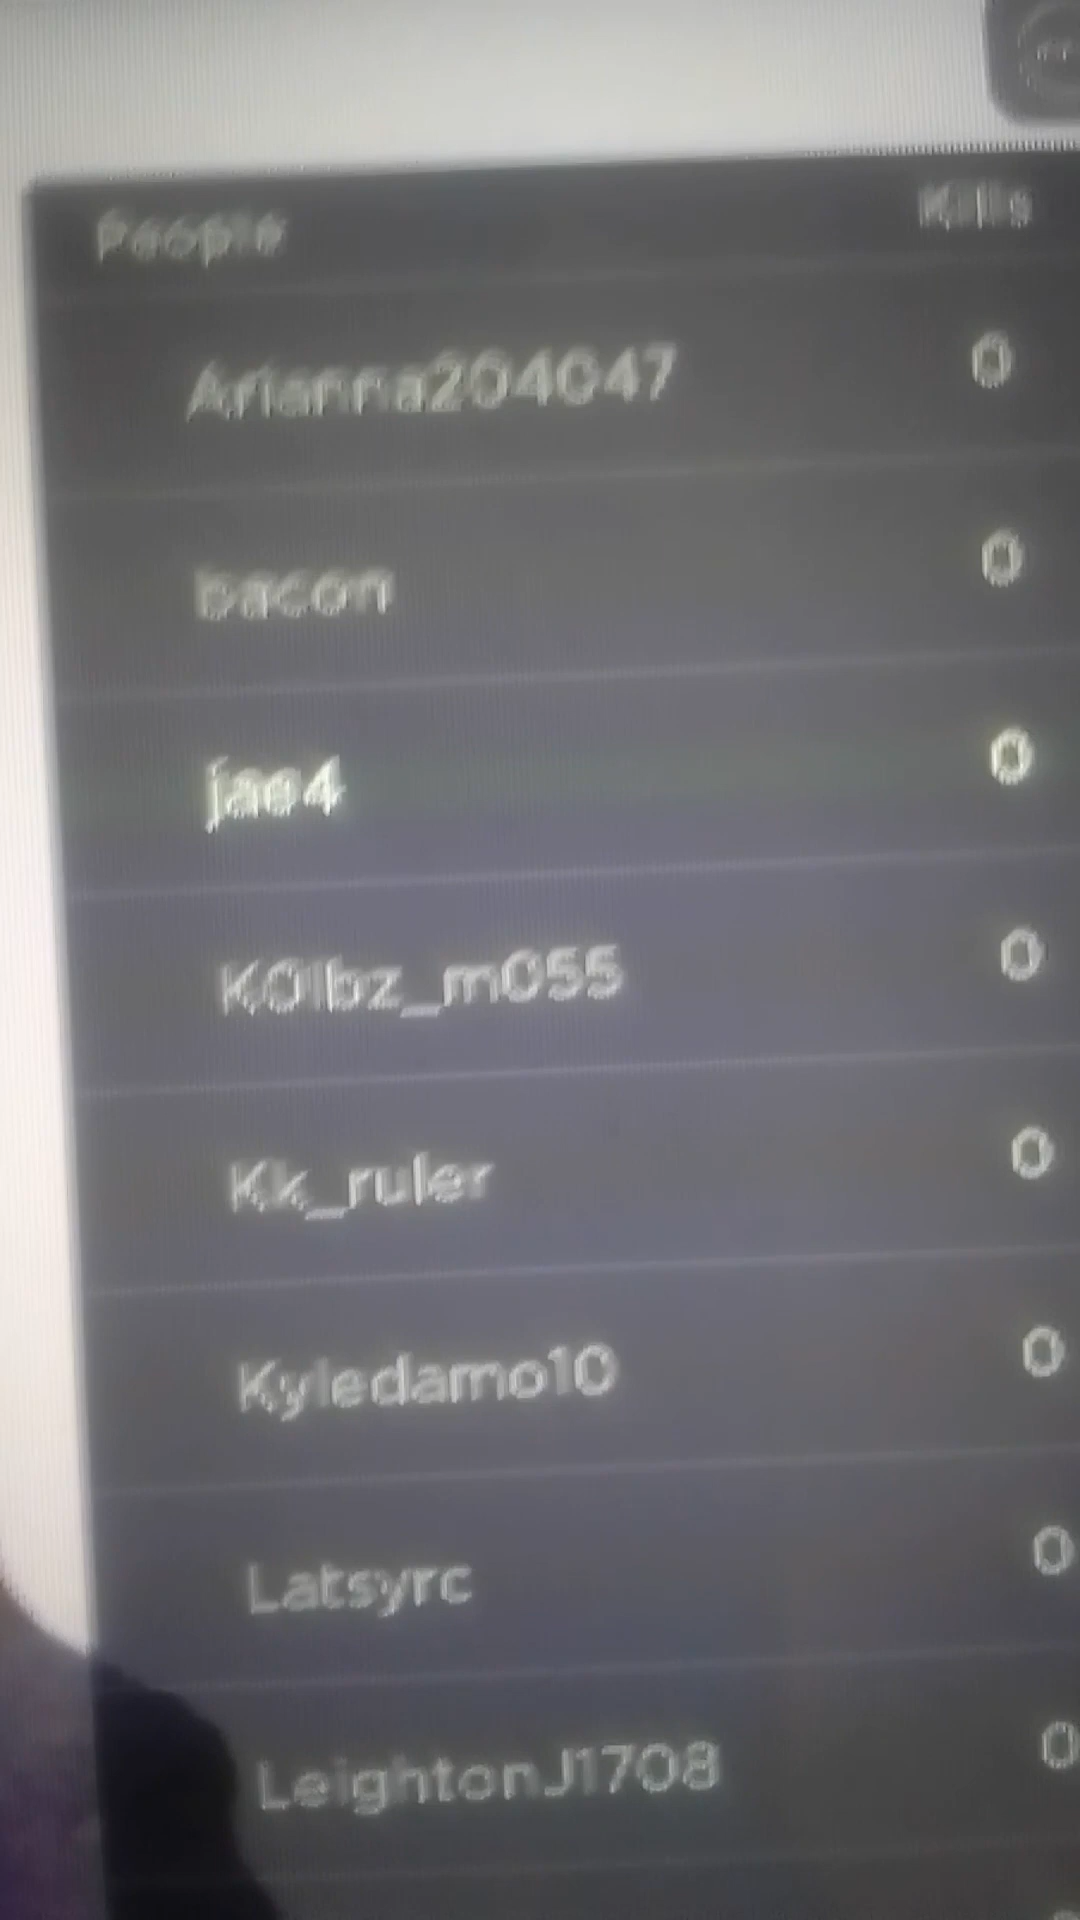 People Kills
Arianna204047 0
bacon 0
jae4 0
K0lbz_m055 0
Kk_ruler 0
Kyledamo10 0
Latsyrc 0
LeightonJ1708 0